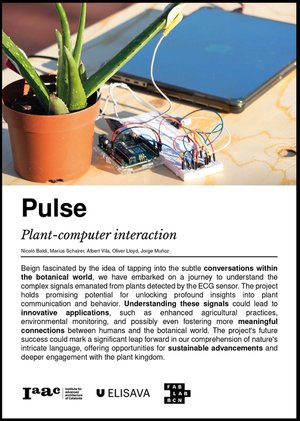 Pulse
Plant-computer interaction
Nicolò Baldi, Marius Schairer, Albert Vila, Oliver Lloyd, Jorge Muñoz
Beign fascinated by the idea of tapping into the subtle conversations within
the botanical world, we have embarked on a journey to understand the
complex signals emanated from plants detected by the ECG sensor. The project
holds promising potential for unlocking profound insights into plant
communication and behavior. Understanding these signals could lead to
innovative applications, such as enhanced agricultural practices,
environmental monitoring, and possibly even fostering more meaningful
connections between humans and the botanical world. The project's future
success could mark a significant leap forward in our comprehension of nature's
intricate language, offering opportunities for sustainable advancements and
deeper engagement with the plant kingdom.
Iaac
Institute for
advanced
architecture
of Catalonia
ELISAVA
FAB
LAB
BCN